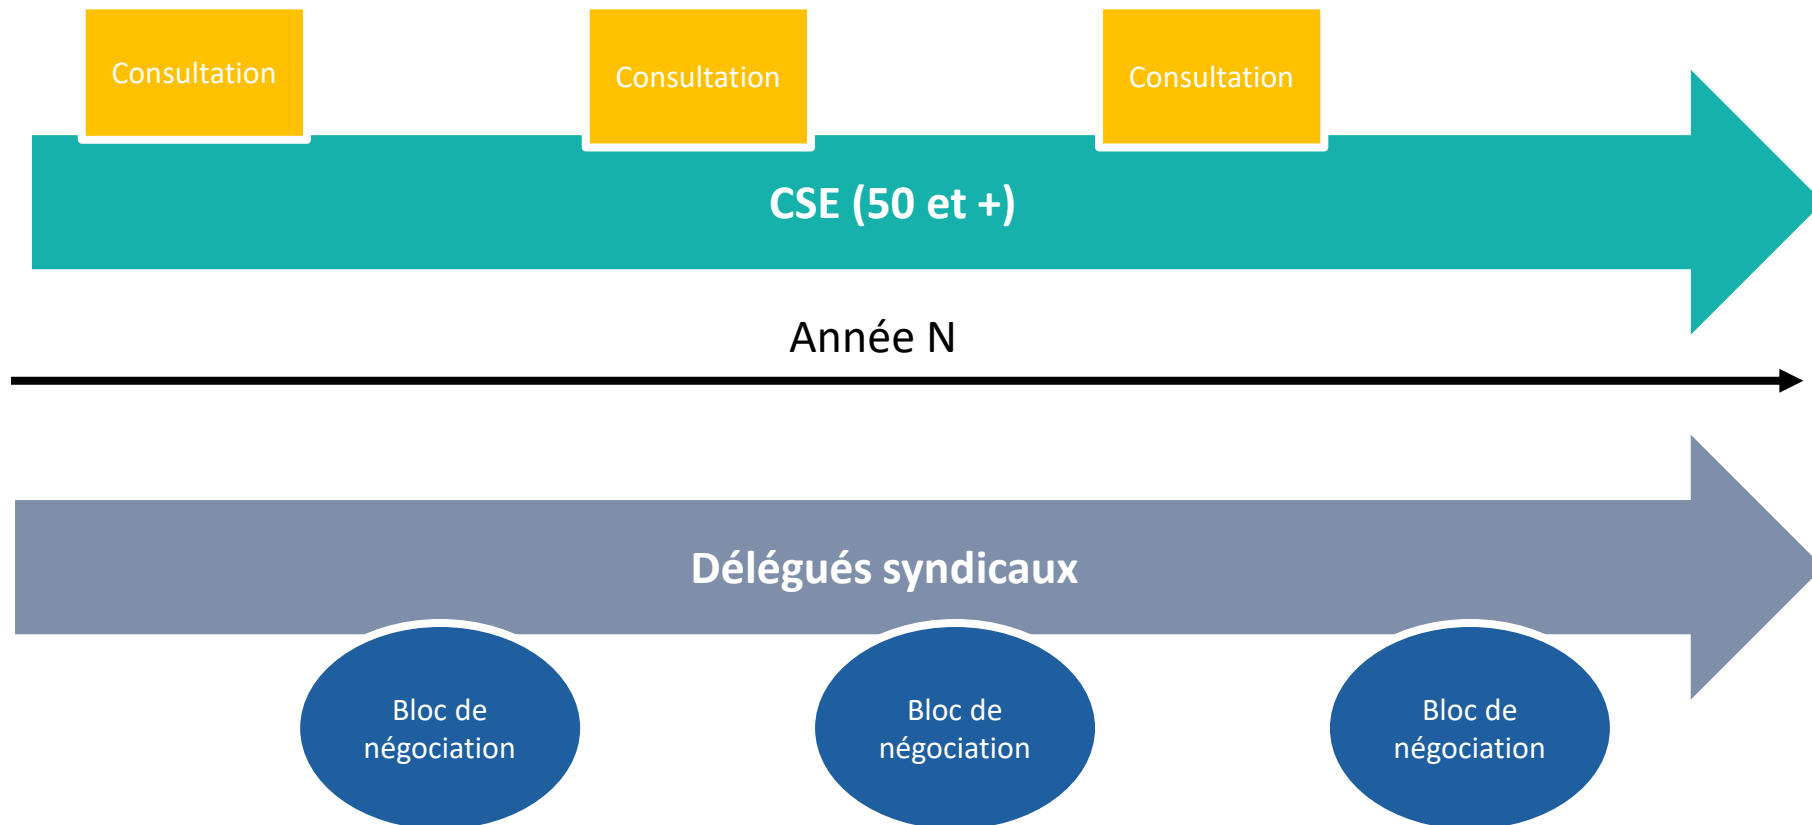 Consultation
Consultation
Consultation
CSE (50 et +)
Année N
Délégués syndicaux
Bloc de
négociation
Bloc de
négociation
Bloc de
négociation